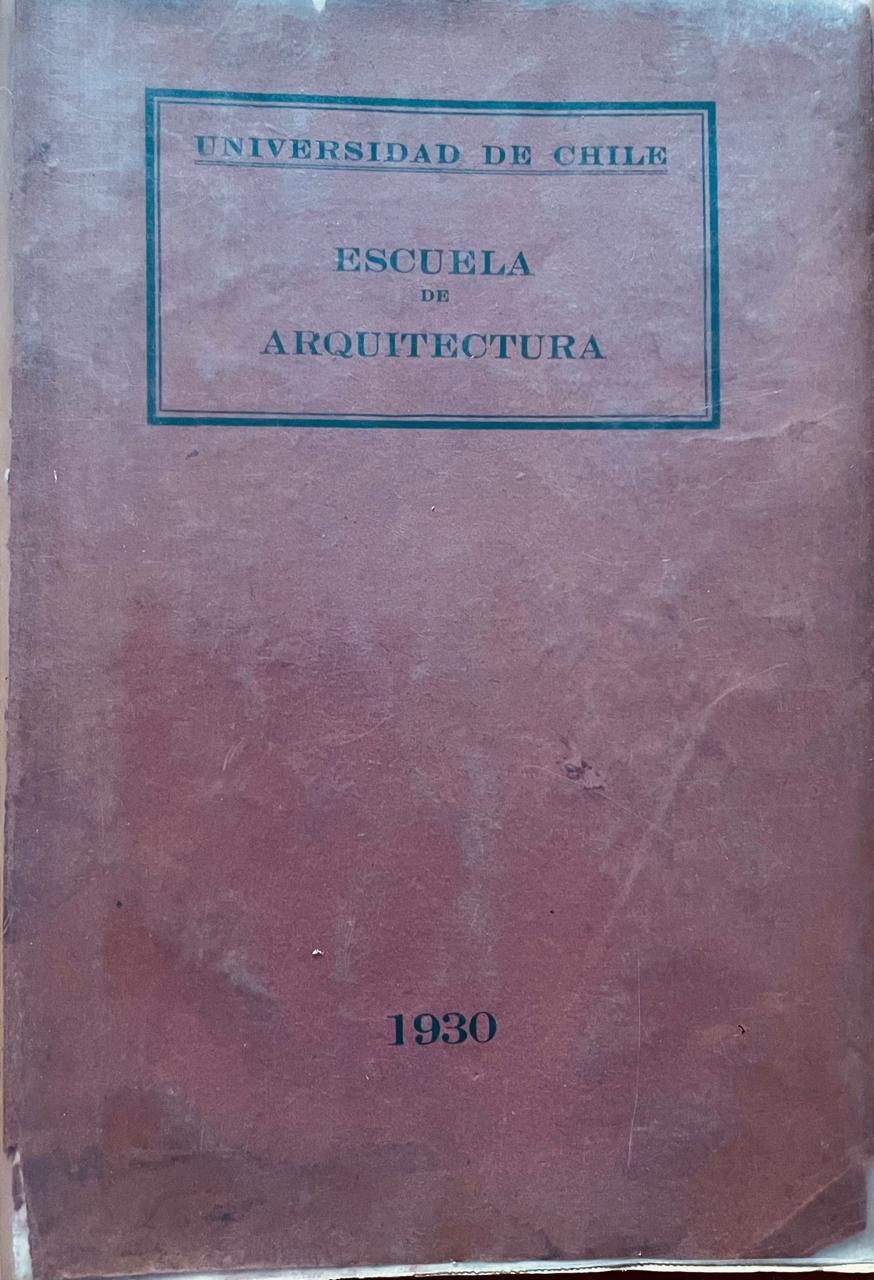 UNIVERSIDAD DE CHILE
ESCUELA
DE
ARQUITECTURA
1930